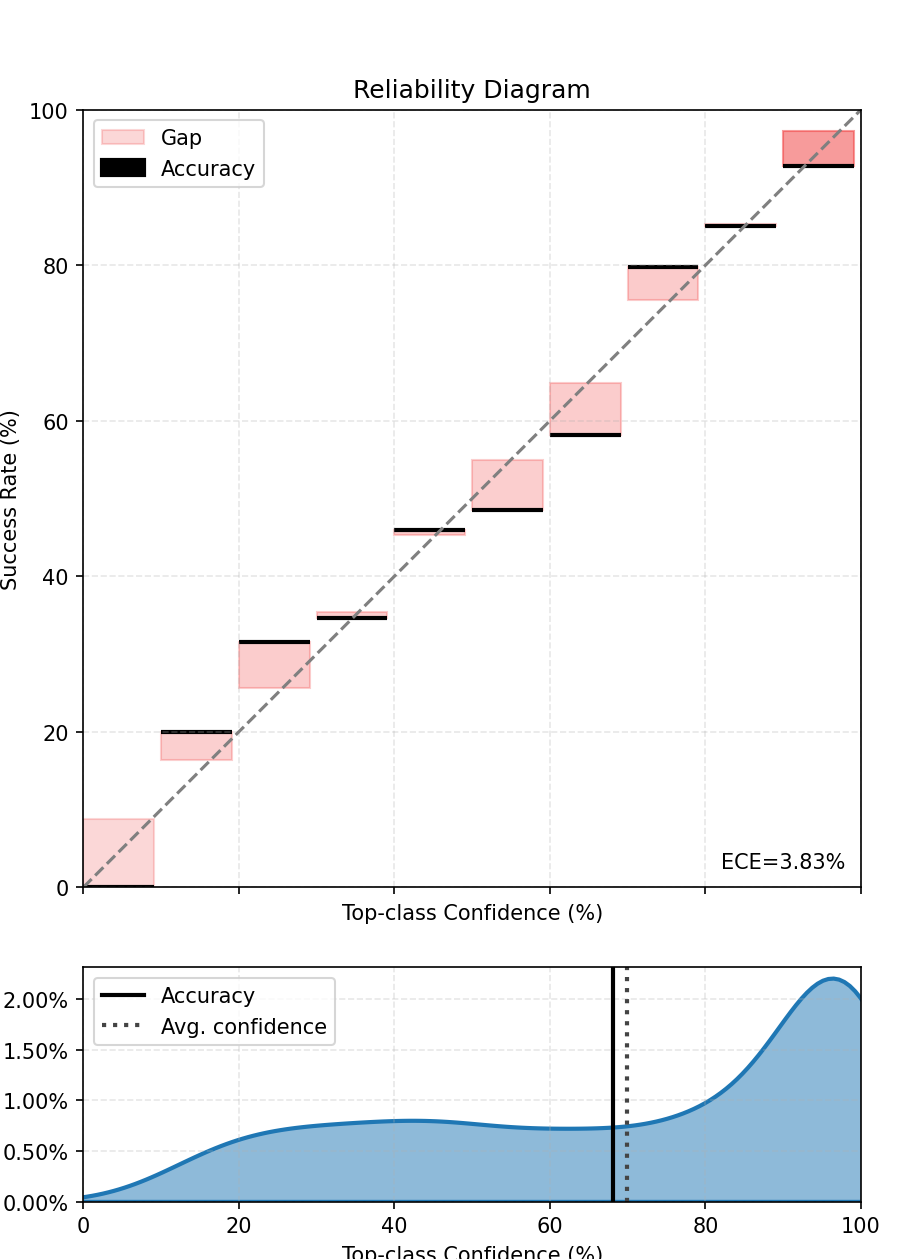 Reliability Diagram
100
80
60
40
20
0
Success Rate (%)
Gap
Accuracy
ECE=3.83%
Top-class Confidence (%)
2.00%
1.50%
1.00%
0.50%
0.00%
Accuracy
Avg. confidence
0 20 40 60 80 100
Top-class Confidence (%)